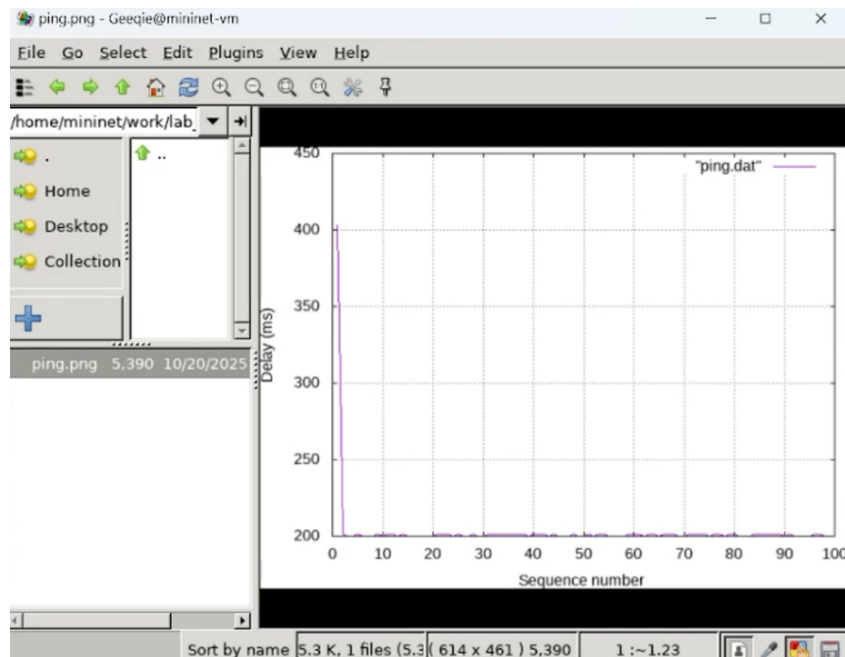 ping.png - Geeqie@mininet-vm
File Go Select Edit Plugins View Help
/home/mininet/work/lab_
.
..
Home
Desktop
Collection
ping.png 5,390 10/20/2025
450
400
350
300
250
200
Delay (ms)
"ping.dat"
0 10 20 30 40 50 60 70 80 90 100
Sequence number
Sort by name 5.3 K, 1 files (5.3 ( 614 x 461 ) 5,390 1 :~1.23